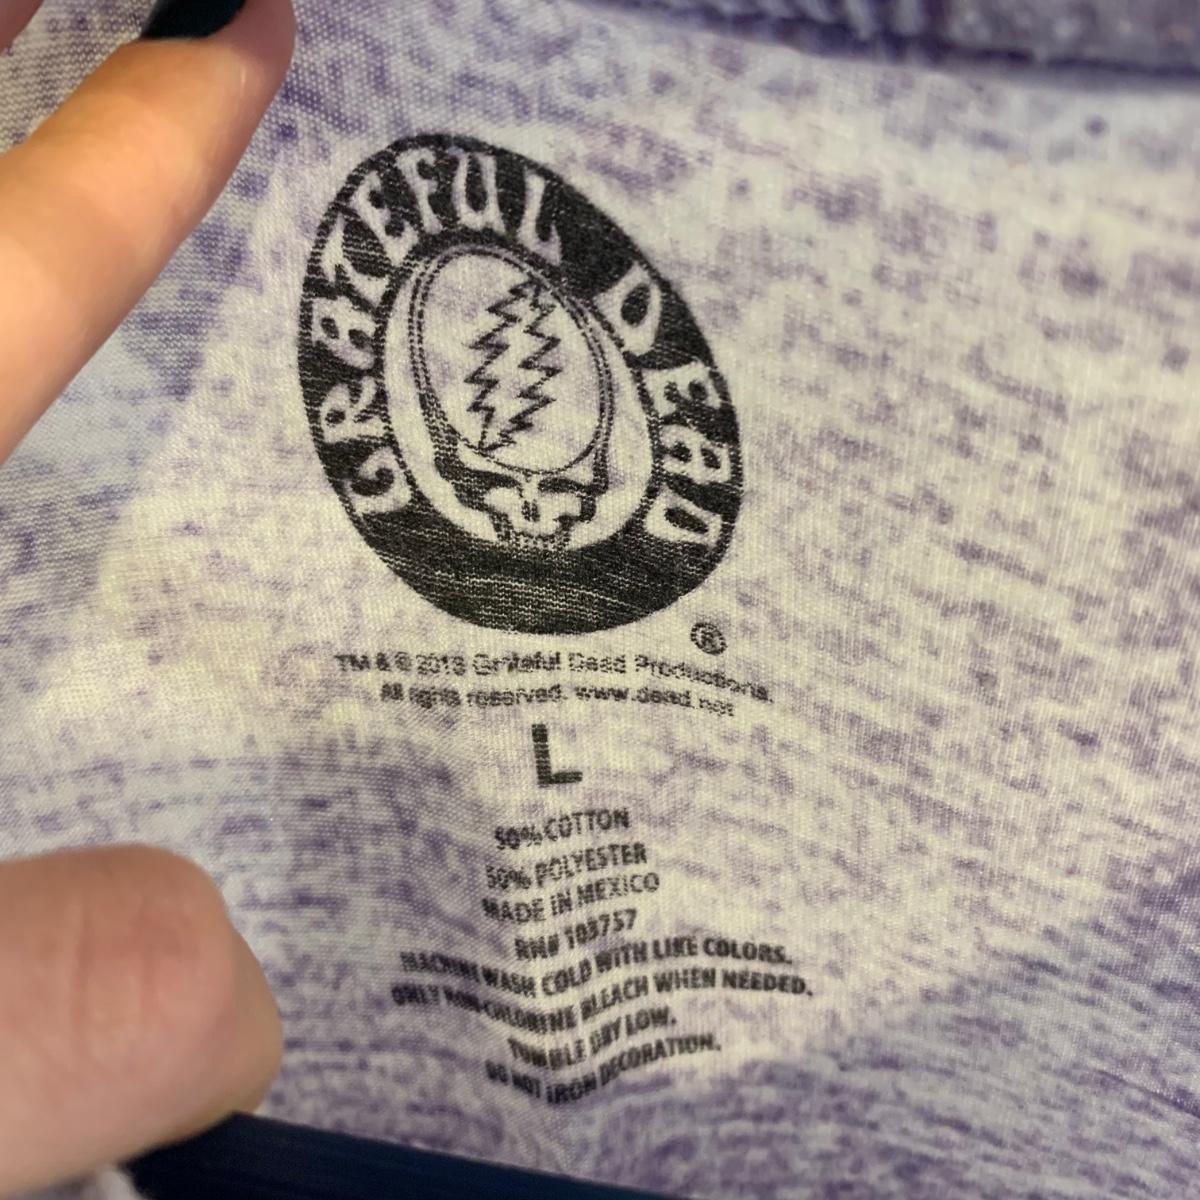 GRATEFUL DEAD
®
TM & © 2013 Grateful Dead Productions.
All rights reserved. www.dead.net
L
50% COTTON
50% POLYESTER
MADE IN MEXICO
RN# 103757
MACHINE WASH COLD WITH LIKE COLORS.
ONLY NON-CHLORINE BLEACH WHEN NEEDED.
TUMBLE DRY LOW.
DO NOT IRON DECORATION.